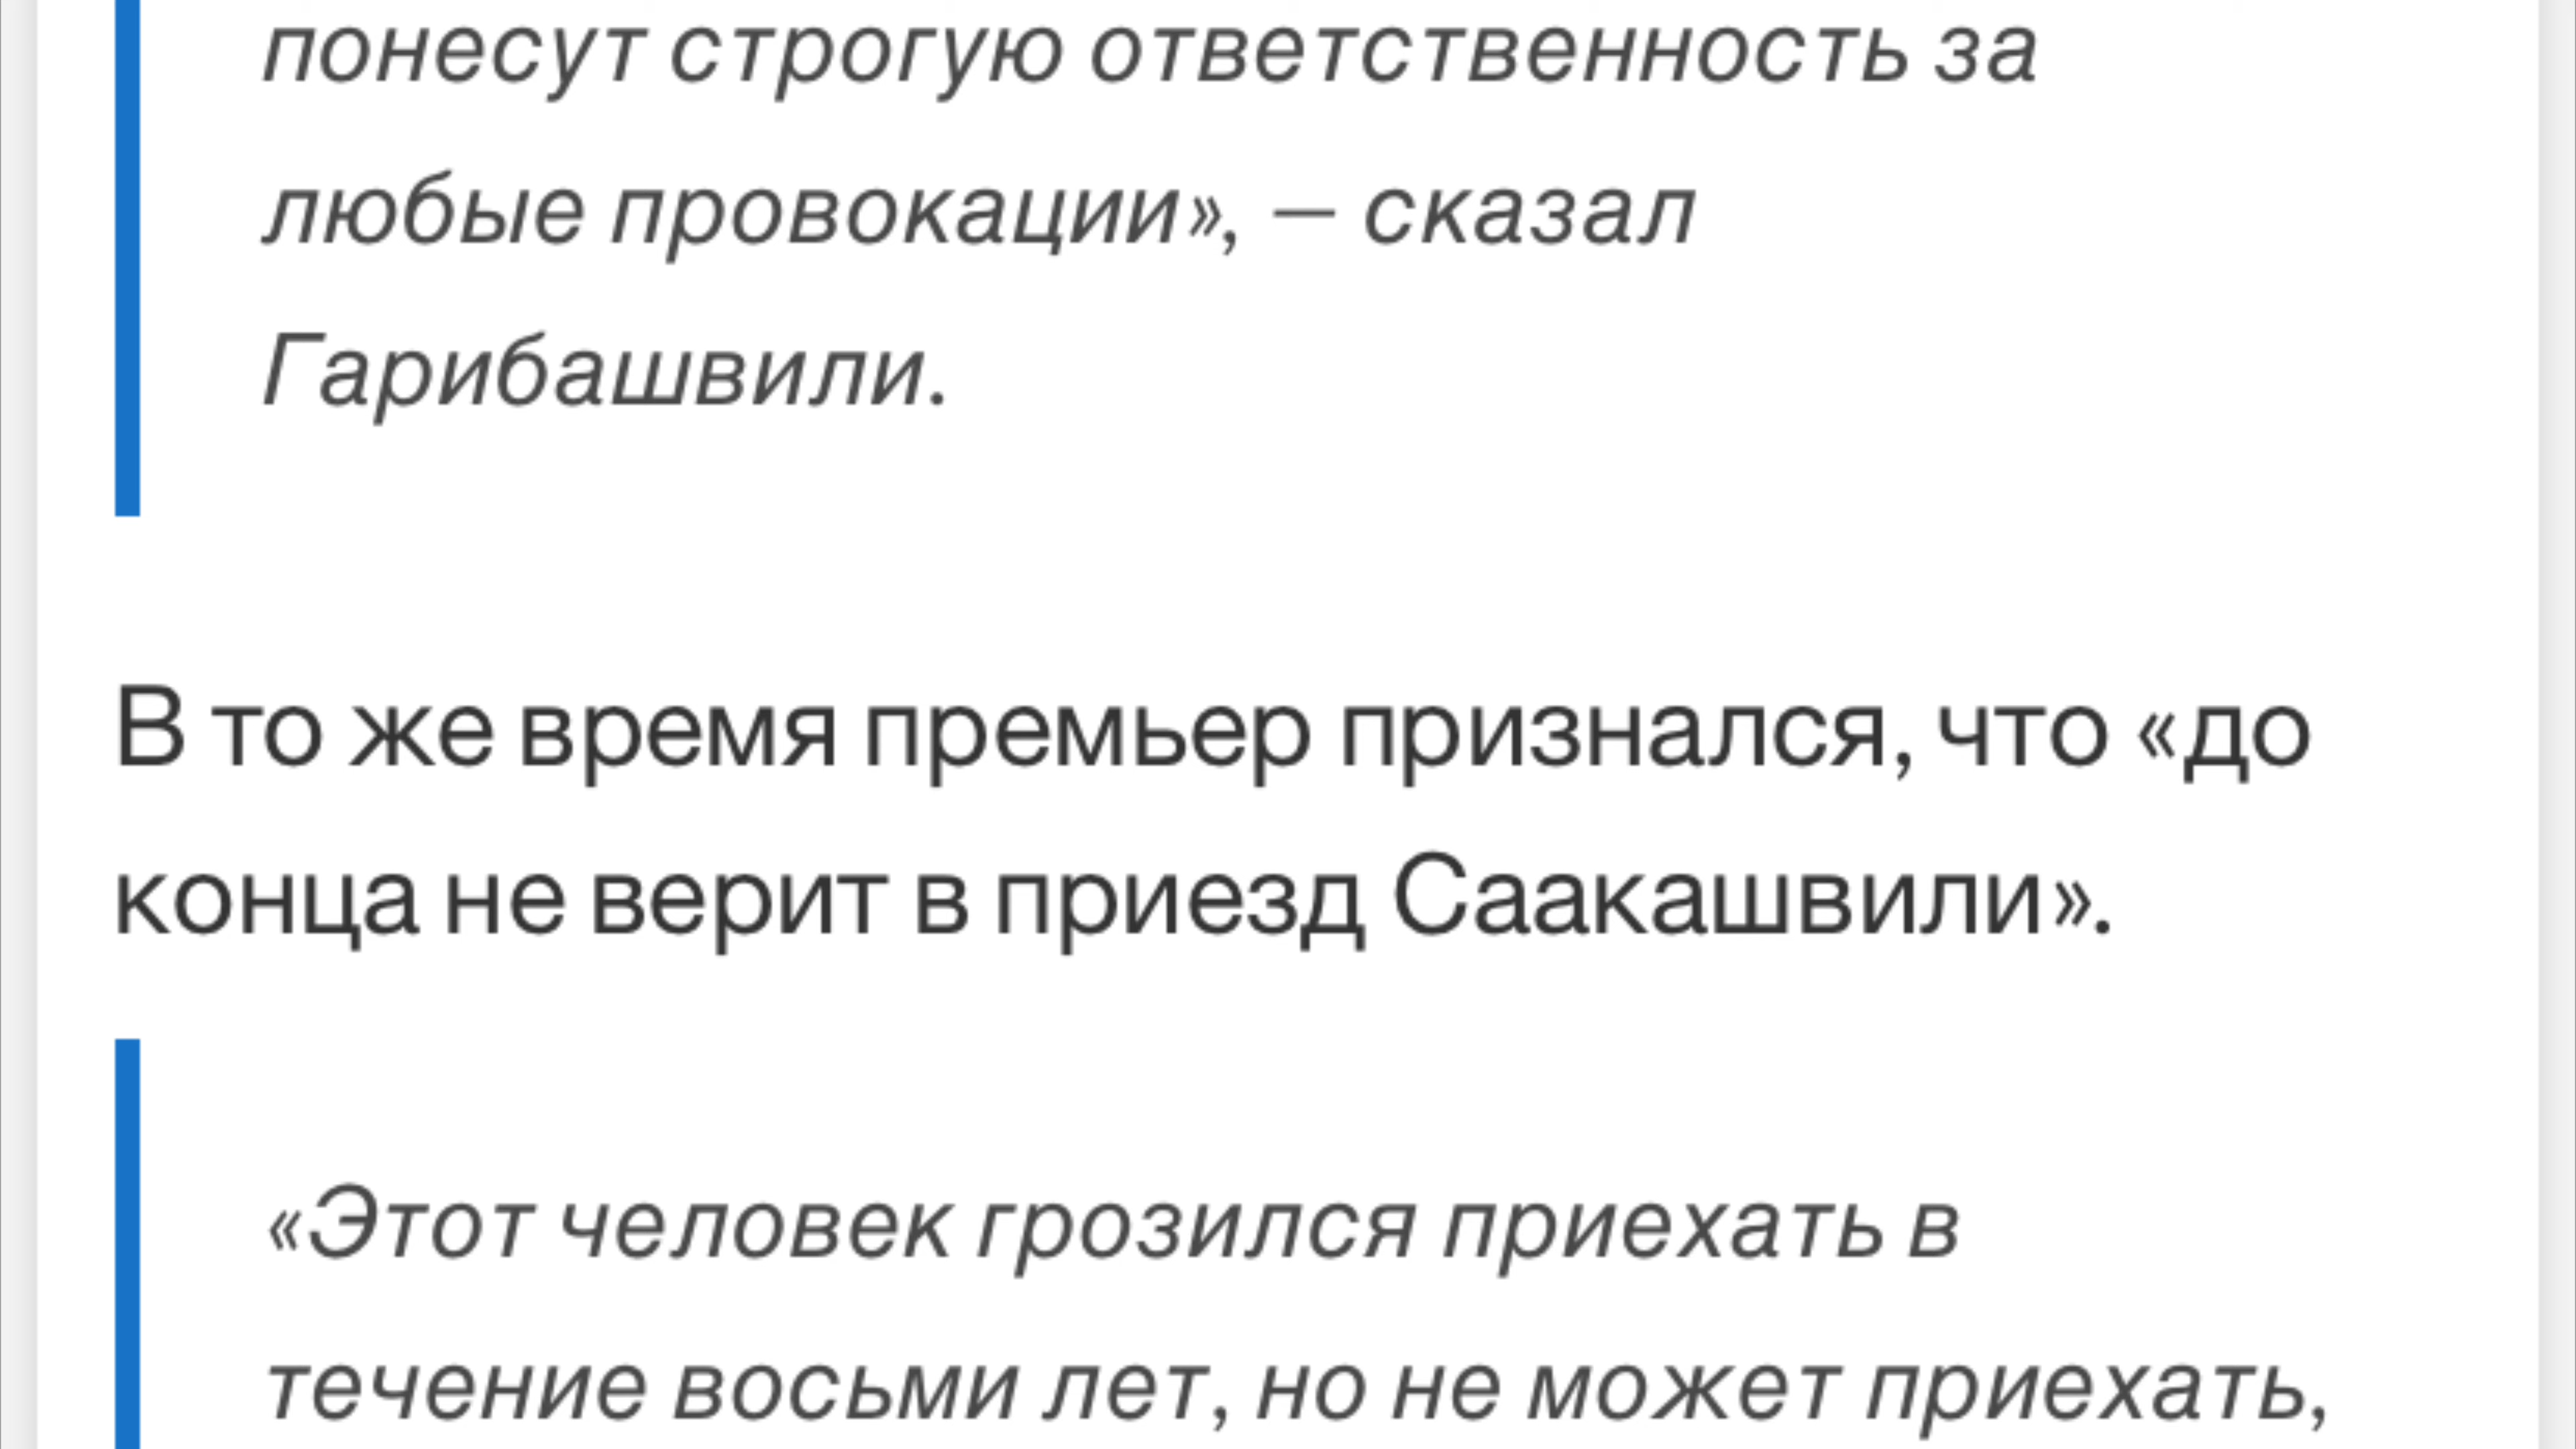 понесут строгую ответственность за
любые провокации», — сказал
Гарибашвили.
В то же время премьер признался, что «до
конца не верит в приезд Саакашвили».
«Этот человек грозился приехать в
течение восьми лет, но не может приехать,